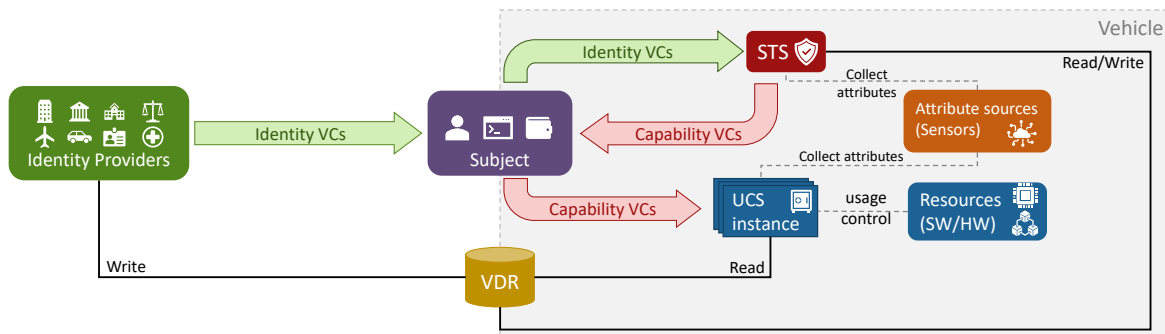 Vehicle
Identity VCs
STS
Read/Write
Collect
attributes
Attribute sources
(Sensors)
Identity Providers
Identity VCs
Subject
Capability VCs
Collect attributes
Capability VCs
UCS
instance
usage
control
Resources
(SW/HW)
Write
VDR
Read